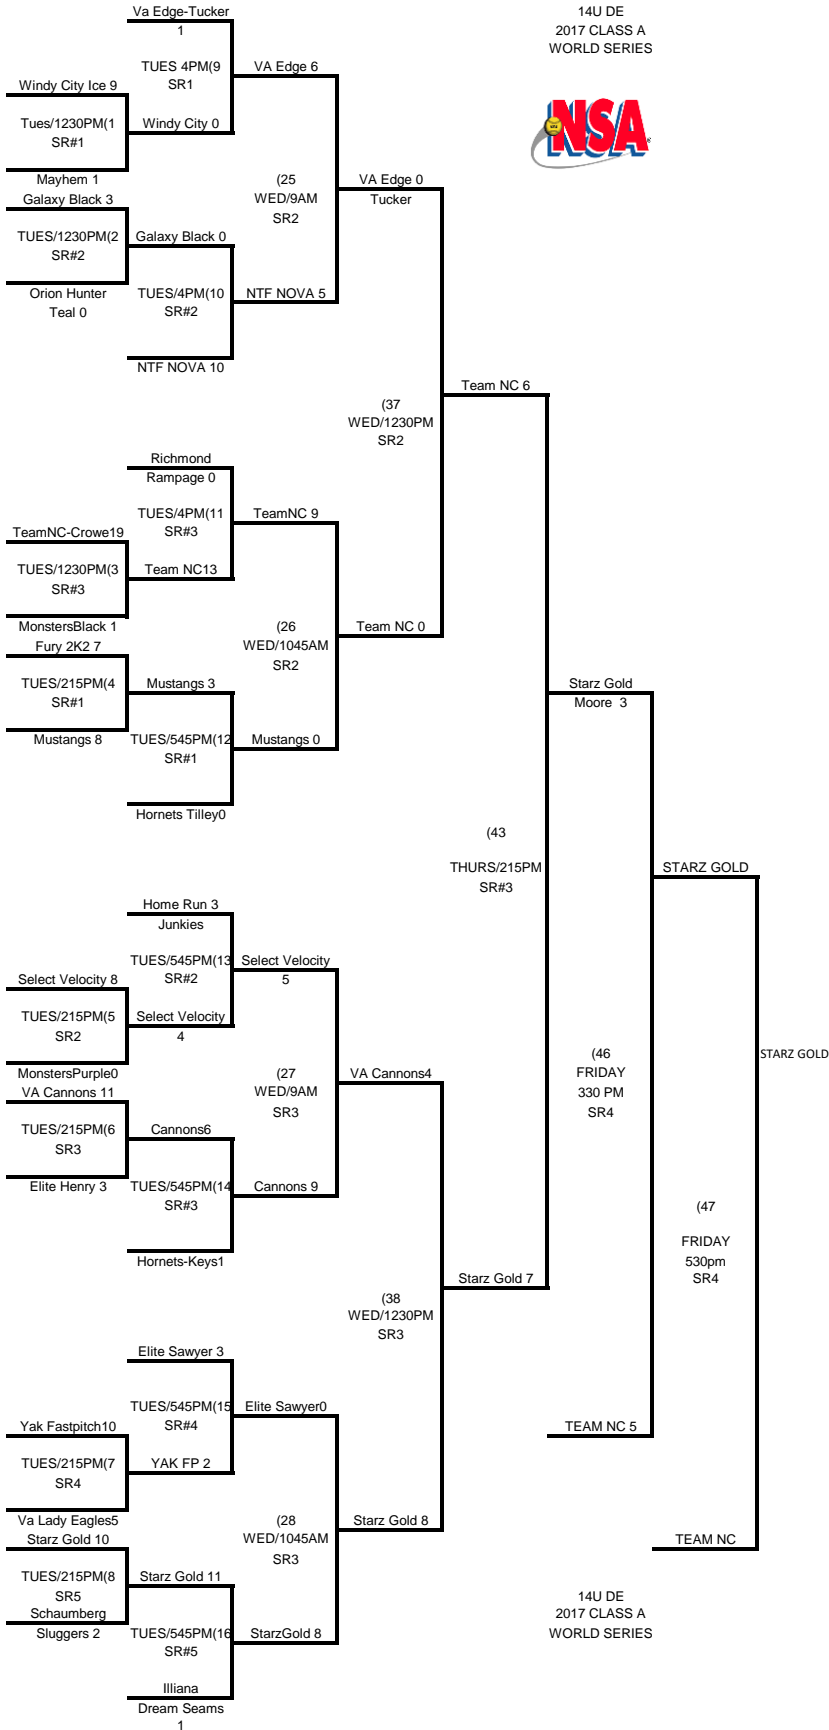 Va Edge-Tucker
1
14U DE
2017 CLASS A
WORLD SERIES
NSA
TUES 4PM(9
SR1
VA Edge 6
Windy City Ice 9
Tues/1230PM(1
SR#1
Windy City 0
Mayhem 1
Galaxy Black 3
(25
WED/9AM
SR2
VA Edge 0
Tucker
TUES/1230PM(2
SR#2
Galaxy Black 0
Orion Hunter
Teal 0
TUES/4PM(10
SR#2
NTF NOVA 5
NTF NOVA 10
Team NC 6
(37
WED/1230PM
SR2
Richmond
Rampage 0
TUES/4PM(11
SR#3
TeamNC 9
TeamNC-Crowe19
TUES/1230PM(3
SR#3
Team NC13
MonstersBlack 1
Fury 2K2 7
(26
WED/1045AM
SR2
Team NC 0
TUES/215PM(4
SR#1
Mustangs 3
Starz Gold
Moore 3
Mustangs 8
TUES/545PM(12
SR#1
Mustangs 0
Hornets Tilley0
(43
THURS/215PM
SR#3
STARZ GOLD
Home Run 3
Junkies
TUES/545PM(13
SR#2
Select Velocity
5
Select Velocity 8
TUES/215PM(5
SR2
Select Velocity
4
MonstersPurple0
VA Cannons 11
(27
WED/9AM
SR3
VA Cannons4
(46
FRIDAY
330 PM
SR4
STARZ GOLD
TUES/215PM(6
SR3
Cannons6
Elite Henry 3
TUES/545PM(14
SR#3
Cannons 9
Hornets-Keys1
(47
FRIDAY
530pm
SR4
Starz Gold 7
(38
WED/1230PM
SR3
Elite Sawyer 3
TUES/545PM(15
SR#4
Elite Sawyer0
Yak Fastpitch10
TUES/215PM(7
SR4
YAK FP 2
TEAM NC 5
Va Lady Eagles5
Starz Gold 10
(28
WED/1045AM
SR3
Starz Gold 8
TEAM NC
TUES/215PM(8
SR5
Starz Gold 11
Schaumberg
Sluggers 2
TUES/545PM(16
SR#5
StarzGold 8
14U DE
2017 CLASS A
WORLD SERIES
Illiana
Dream Seams
1